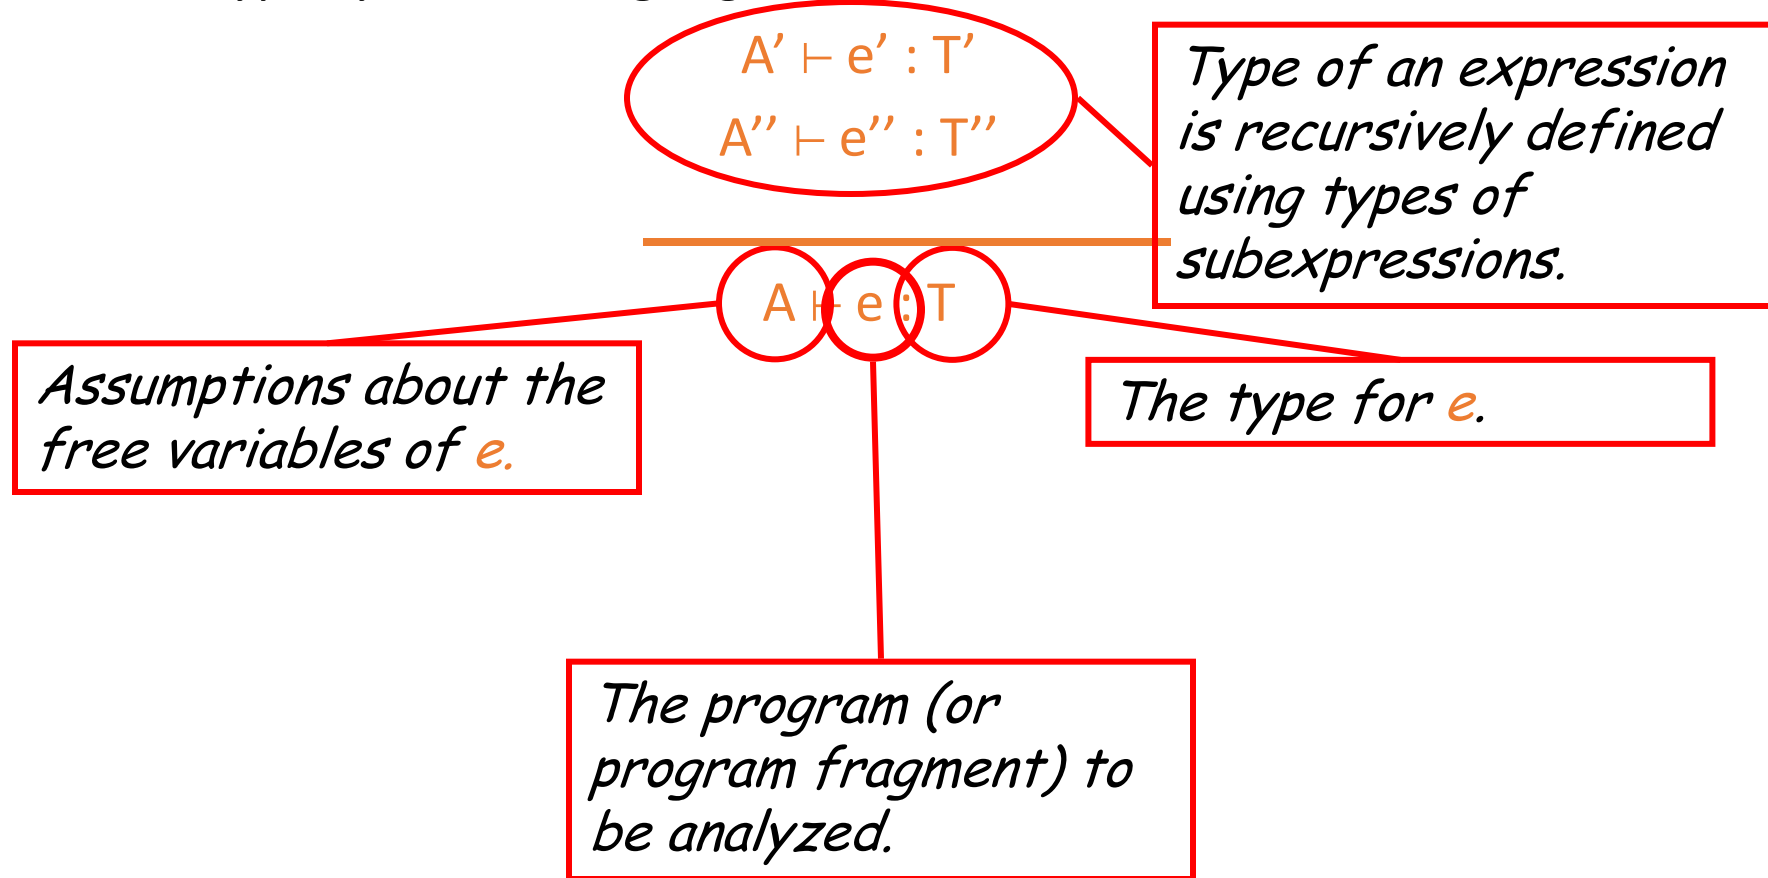 A’ ⊢ e’ : T’
A’’ ⊢ e’’ : T’’
Type of an expression
is recursively defined
using types of
subexpressions.
A ⊢ e : T
Assumptions about the
free variables of e.
The type for e.
The program (or
program fragment) to
be analyzed.